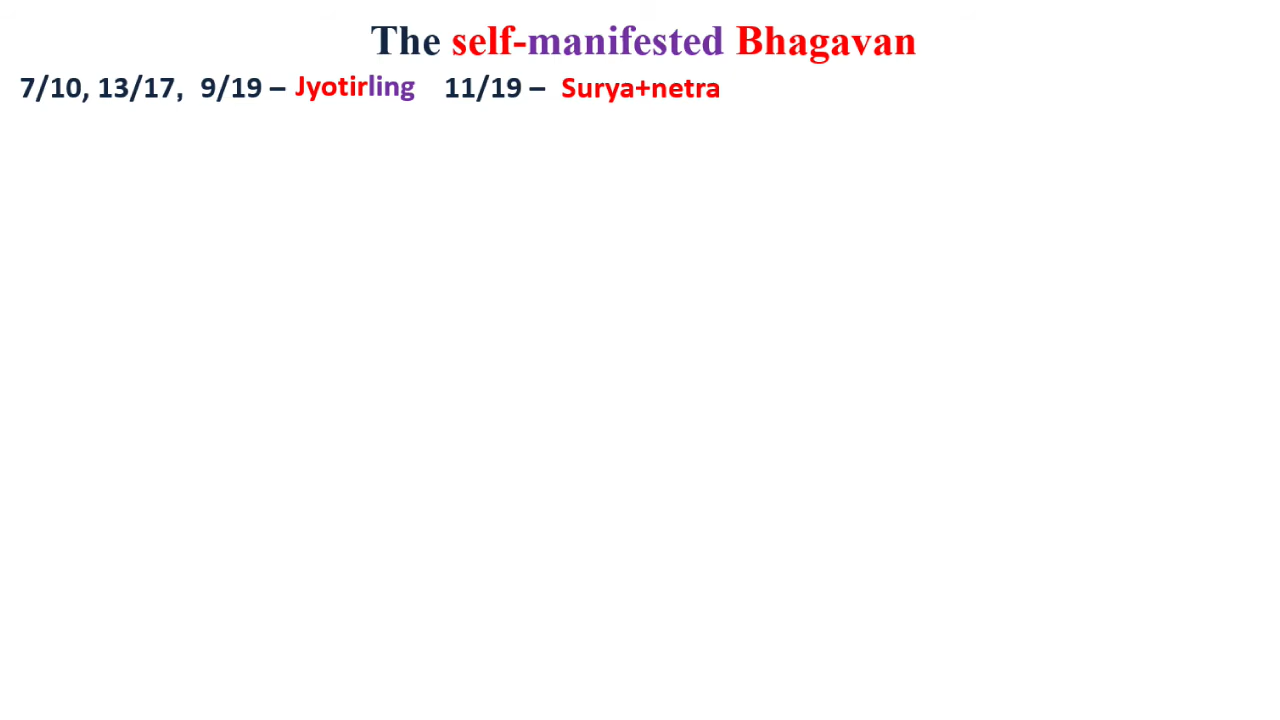 The self-manifested Bhagavan
7/10, 13/17, 9/19 – Jyotirling 11/19 – Surya+netra